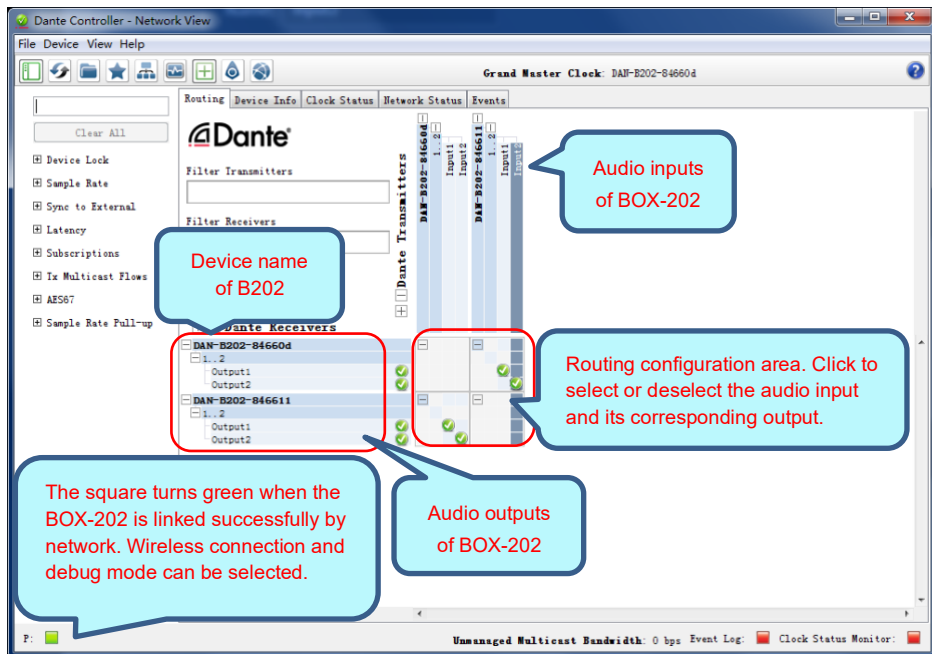 Dante Controller - Network View
File Device View Help
Grand Master Clock: DAN-B202-84660d
Routing Device Info Clock Status Network Status Events
Clear All
Device Lock
Sample Rate
Sync to External
Latency
Subscriptions
Tx Multicast Flows
AES67
Sample Rate Pull-up
Dante
Filter Transmitters
Filter Receivers
Dante Transmitters
DAN-B202-84660d
1..2
Input1
Input2
DAN-B202-846611
1..2
Input1
Input2
Audio inputs
of BOX-202
Device name
of B202
Dante Receivers
DAN-B202-84660d
1..2
Output1
Output2
DAN-B202-846611
1..2
Output1
Output2
Routing configuration area. Click to
select or deselect the audio input
and its corresponding output.
The square turns green when the
BOX-202 is linked successfully by
network. Wireless connection and
debug mode can be selected.
Audio outputs
of BOX-202
P:
Unmanaged Multicast Bandwidth: 0 bps Event Log: Clock Status Monitor: